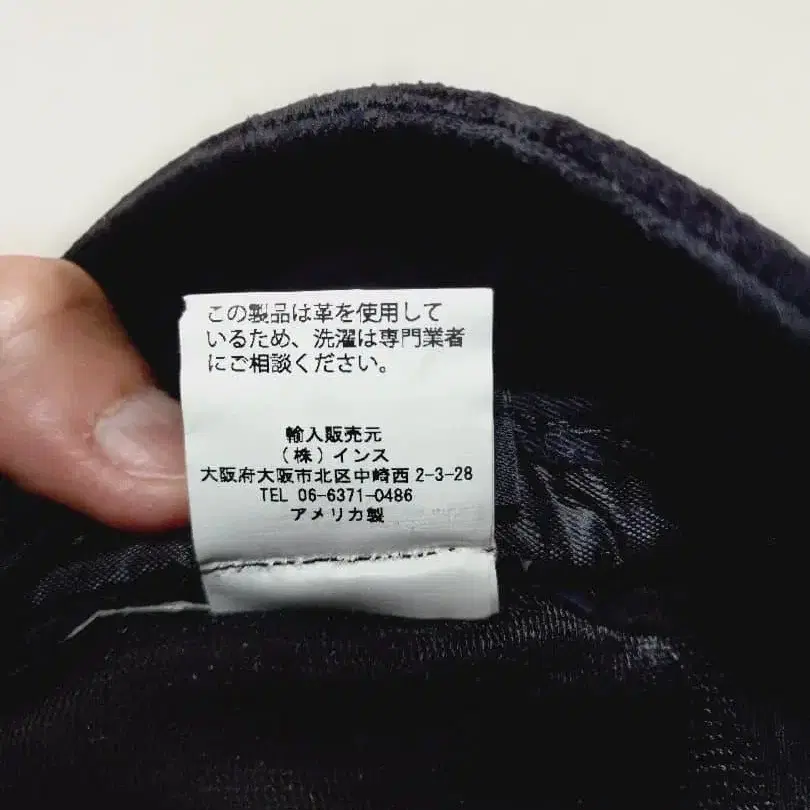 この製品は革を使用して
いるため、洗濯は専門業者
にご相談ください。
輸入販売元
（株）インス
大阪府大阪市北区中崎西2-3-28
TEL 06-6371-0486
アメリカ製